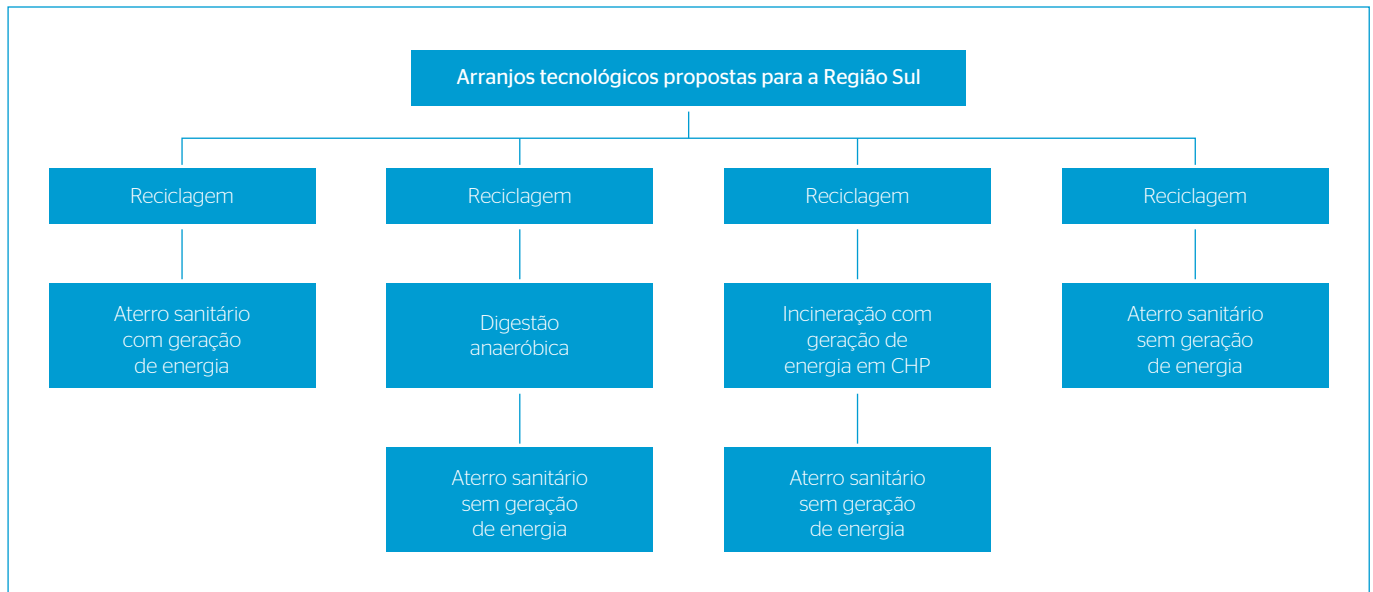 Arranjos tecnológicos propostas para a Região Sul
Reciclagem
Reciclagem
Reciclagem
Reciclagem
Aterro sanitário
com geração
de energia
Digestão
anaeróbica
Incineração com
geração de
energia em CHP
Aterro sanitário
sem geração
de energia
Aterro sanitário
sem geração
de energia
Aterro sanitário
sem geração
de energia